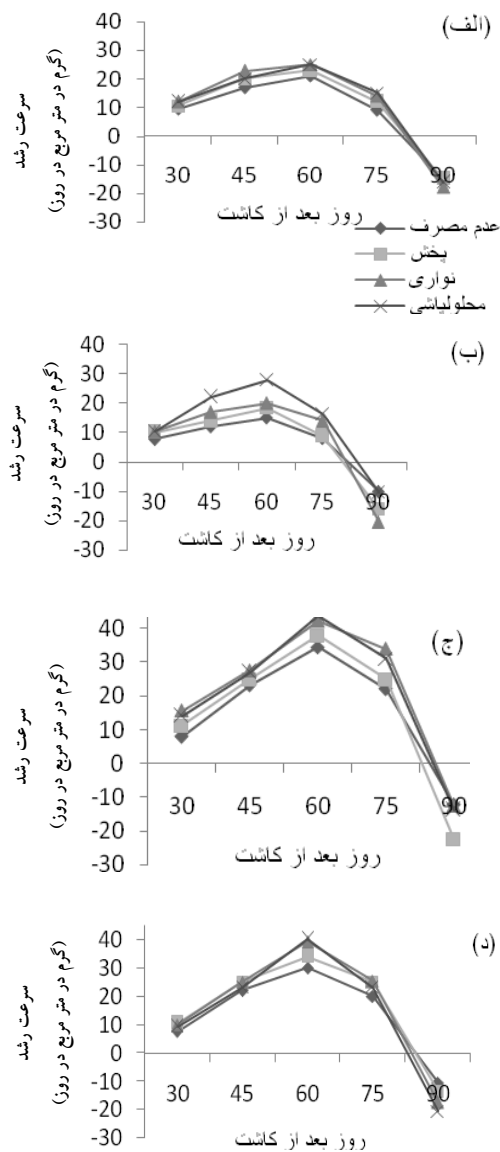 (الف)
سرعت رشد
(گرم در متر مربع در روز)
40
30
20
10
0
-10
-20
-30
30 45 60 75 90
روز بعد از کاشت
عدم مصرف
پخش
نواری
محلولپاشی
(ب)
سرعت رشد
(گرم در متر مربع در روز)
40
30
20
10
0
-10
-20
-30
30 45 60 75 90
روز بعد از کاشت
(ج)
سرعت رشد
(گرم در متر مربع در روز)
40
30
20
10
0
-10
-20
-30
30 45 60 75 90
روز بعد از کاشت
(د)
سرعت رشد
(گرم در متر مربع در روز)
40
30
20
10
0
-10
-20
-30
30 45 60 75 90
روز بعد از کاشت